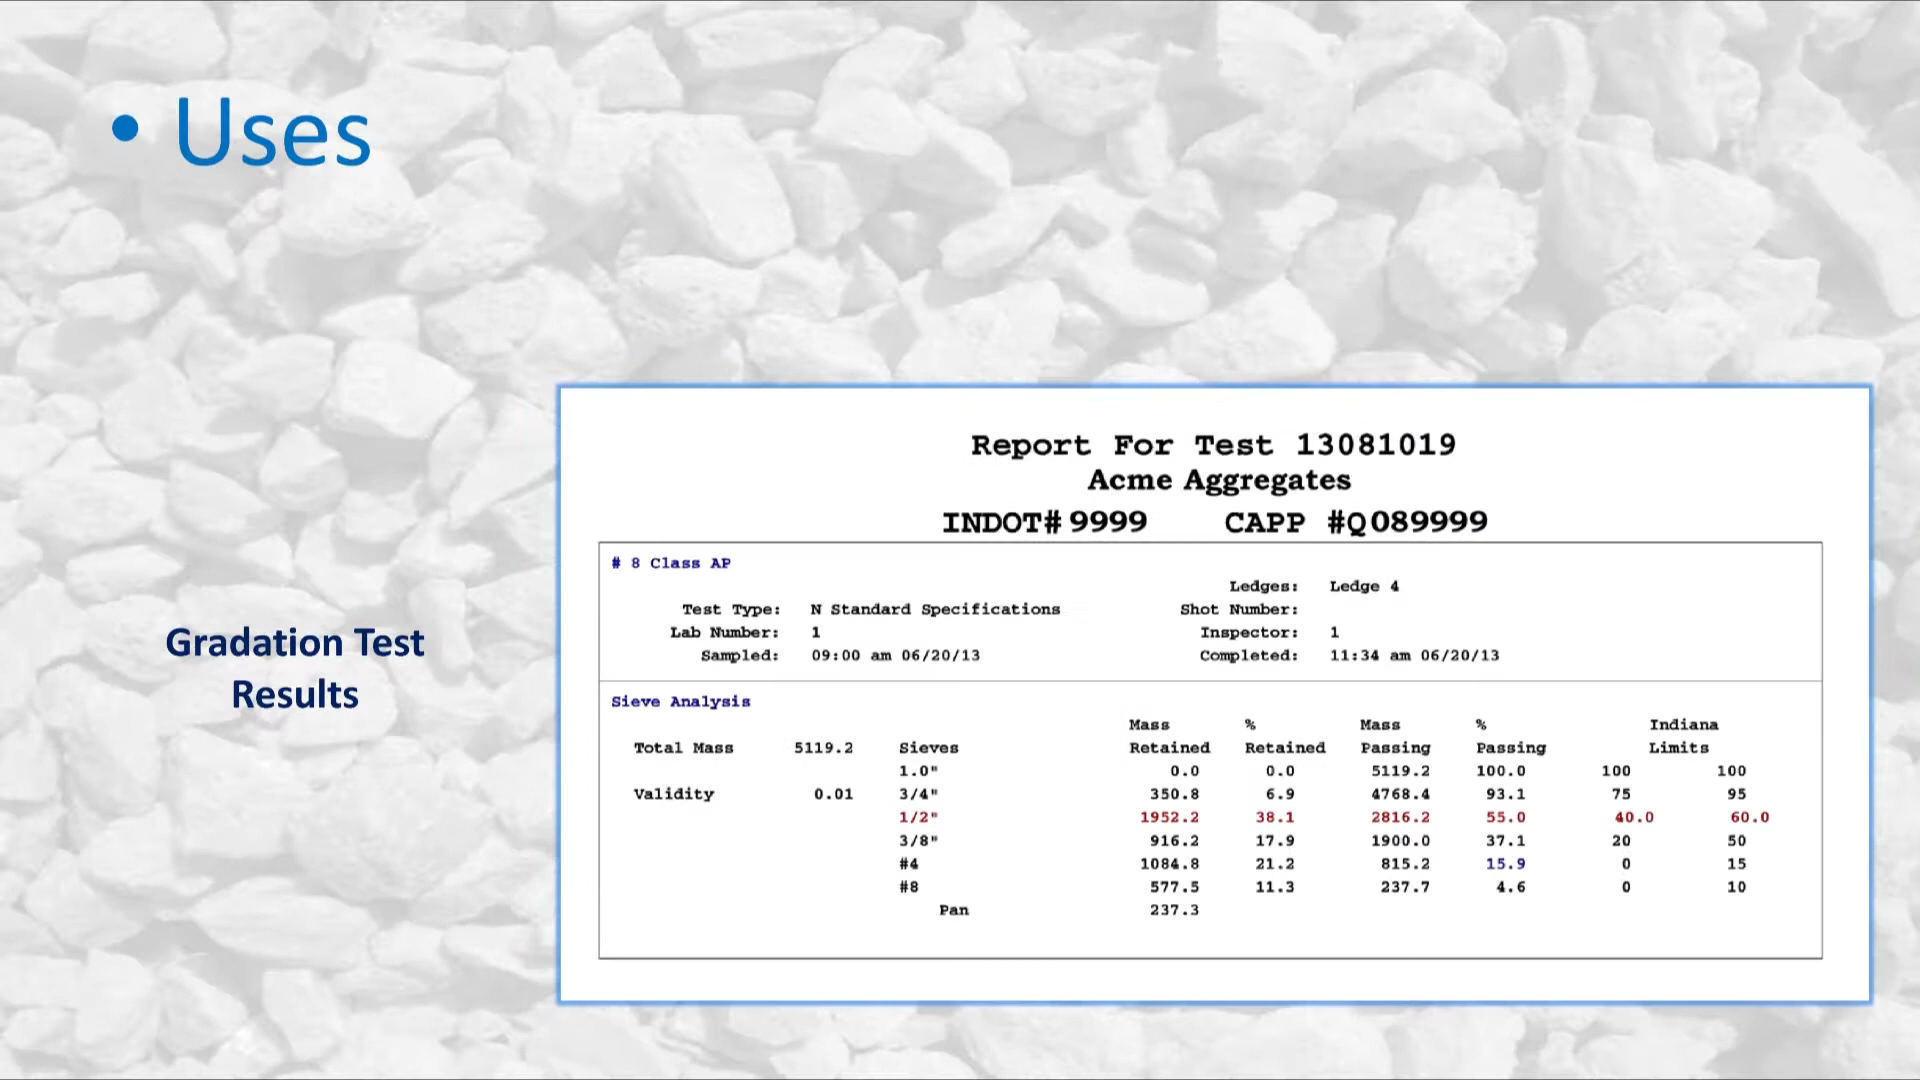 • Uses
Gradation Test
Results
Report For Test 13081019
Acme Aggregates
INDOT# 9999 CAPP #Q089999
# 8 Class AP
Ledges: Ledge 4
Test Type: N Standard Specifications Shot Number:
Lab Number: 1 Inspector: 1
Sampled: 09:00 am 06/20/13 Completed: 11:34 am 06/20/13
Sieve Analysis
Mass % Mass % Indiana
Total Mass 5119.2 Sieves Retained Retained Passing Passing Limits
1.0" 0.0 0.0 5119.2 100.0 100 100
Validity 0.01 3/4" 350.8 6.9 4768.4 93.1 75 95
1/2" 1952.2 38.1 2816.2 55.0 40.0 60.0
3/8" 916.2 17.9 1900.0 37.1 20 50
#4 1084.8 21.2 815.2 15.9 0 15
#8 577.5 11.3 237.7 4.6 0 10
Pan 237.3